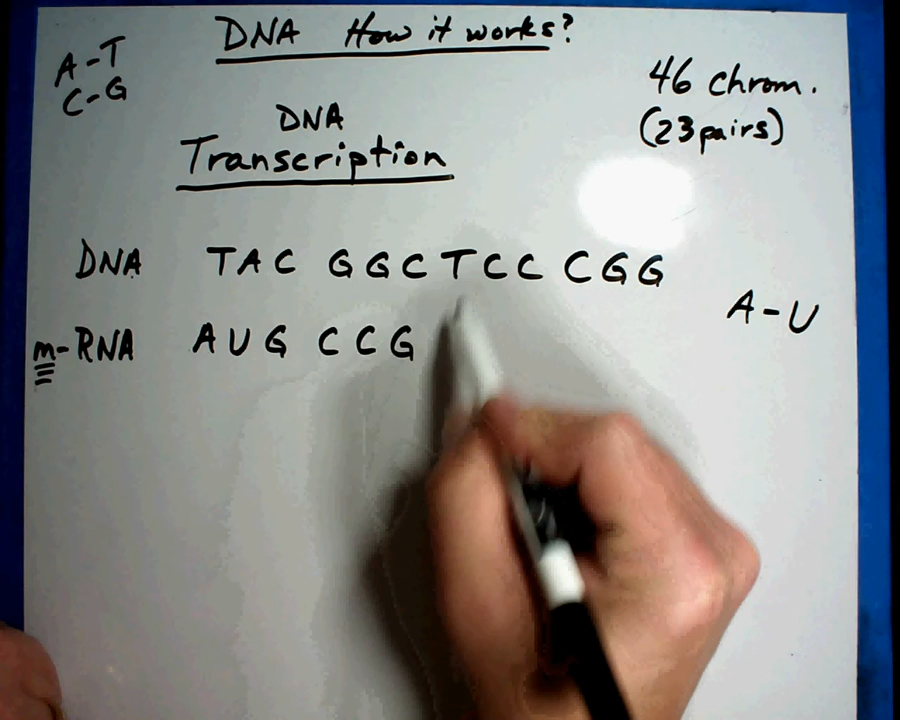 DNA How it works?
A-T
C-G
46 chrom.
(23 pairs)
DNA
Transcription
DNA TAC GGC TCC CGG
A-U
m-RNA AUG CCG